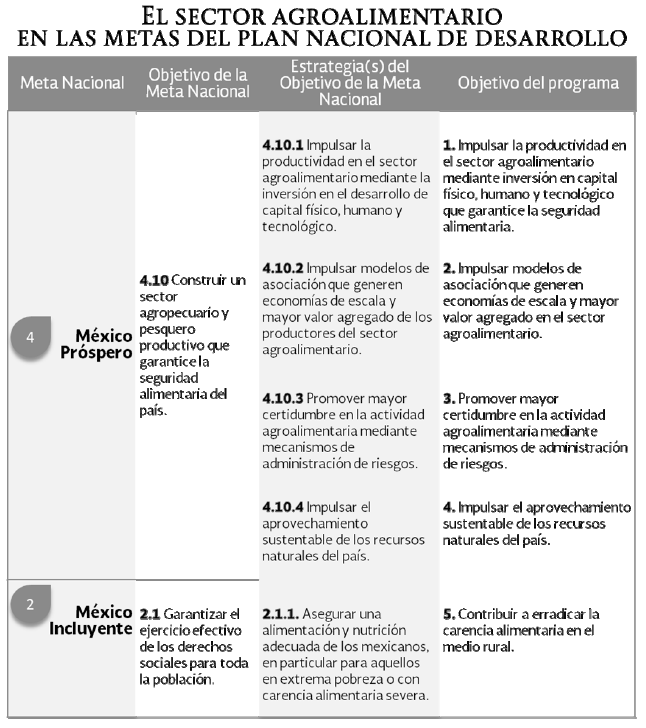 EL SECTOR AGROALIMENTARIO
EN LAS METAS DEL PLAN NACIONAL DE DESARROLLO
Meta Nacional
Objetivo de la
Meta Nacional
Estrategia(s) del
Objetivo de la Meta
Nacional
Objetivo del programa
4
México
Próspero
4.10 Construir un
sector
agropecuario y
pesquero
productivo que
garantice la
seguridad
alimentaria del
país.
4.10.1 Impulsar la
productividad en el sector
agroalimentario mediante la
inversión en el desarrollo de
capital físico, humano y
tecnológico.
1. Impulsar la productividad en
el sector agroalimentario
mediante inversión en capital
físico, humano y tecnológico
que garantice la seguridad
alimentaria.
4.10.2 Impulsar modelos de
asociación que generen
economías de escala y
mayor valor agregado de los
productores del sector
agroalimentario.
2. Impulsar modelos de
asociación que generen
economías de escala y mayor
valor agregado en el sector
agroalimentario.
4.10.3 Promover mayor
certidumbre en la actividad
agroalimentaria mediante
mecanismos de
administración de riesgos.
3. Promover mayor
certidumbre en la actividad
agroalimentaria mediante
mecanismos de administración
de riesgos.
4.10.4 Impulsar el
aprovechamiento
sustentable de los recursos
naturales del país.
4. Impulsar el aprovechamiento
sustentable de los recursos
naturales del país.
2
México
Incluyente
2.1 Garantizar el
ejercicio efectivo
de los derechos
sociales para toda
la población.
2.1.1. Asegurar una
alimentación y nutrición
adecuada de los mexicanos,
en particular para aquellos
en extrema pobreza o con
carencia alimentaria severa.
5. Contribuir a erradicar la
carencia alimentaria en el
medio rural.